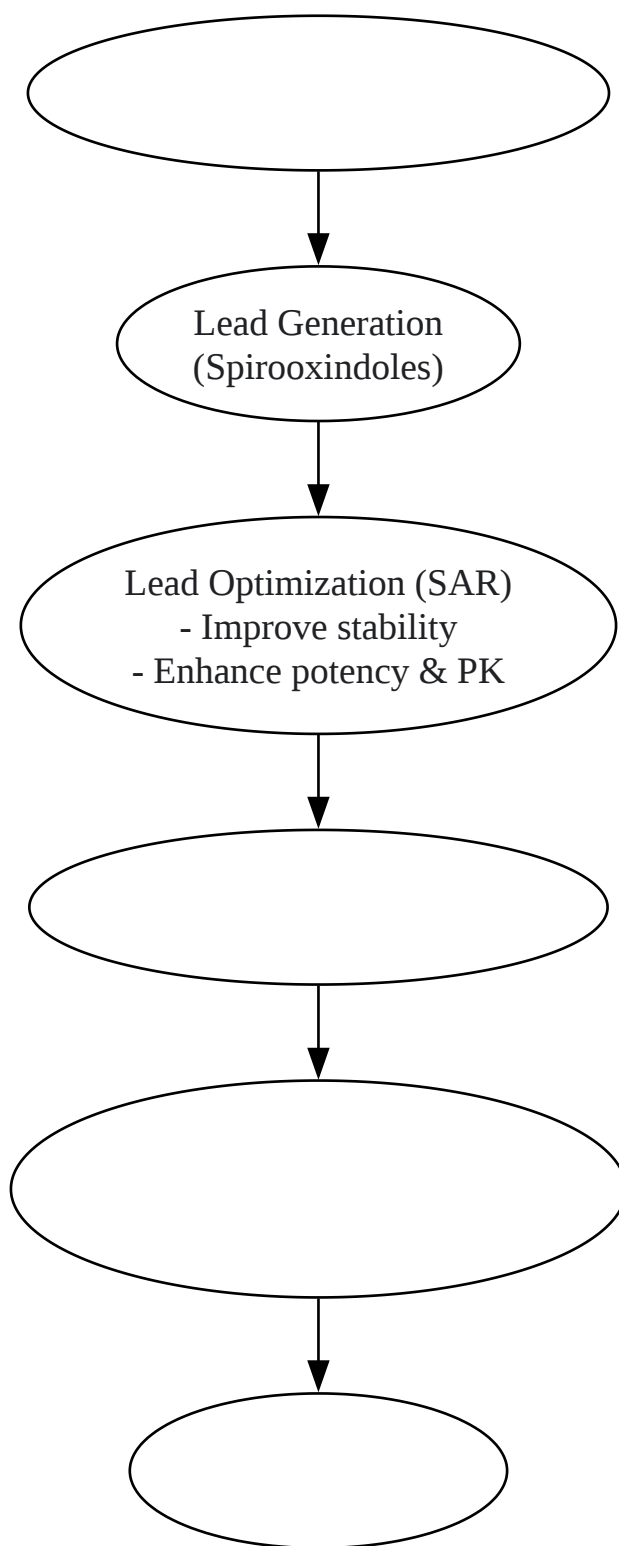 Lead Generation
(Spirooxindoles)
Lead Optimization (SAR)
- Improve stability
- Enhance potency & PK